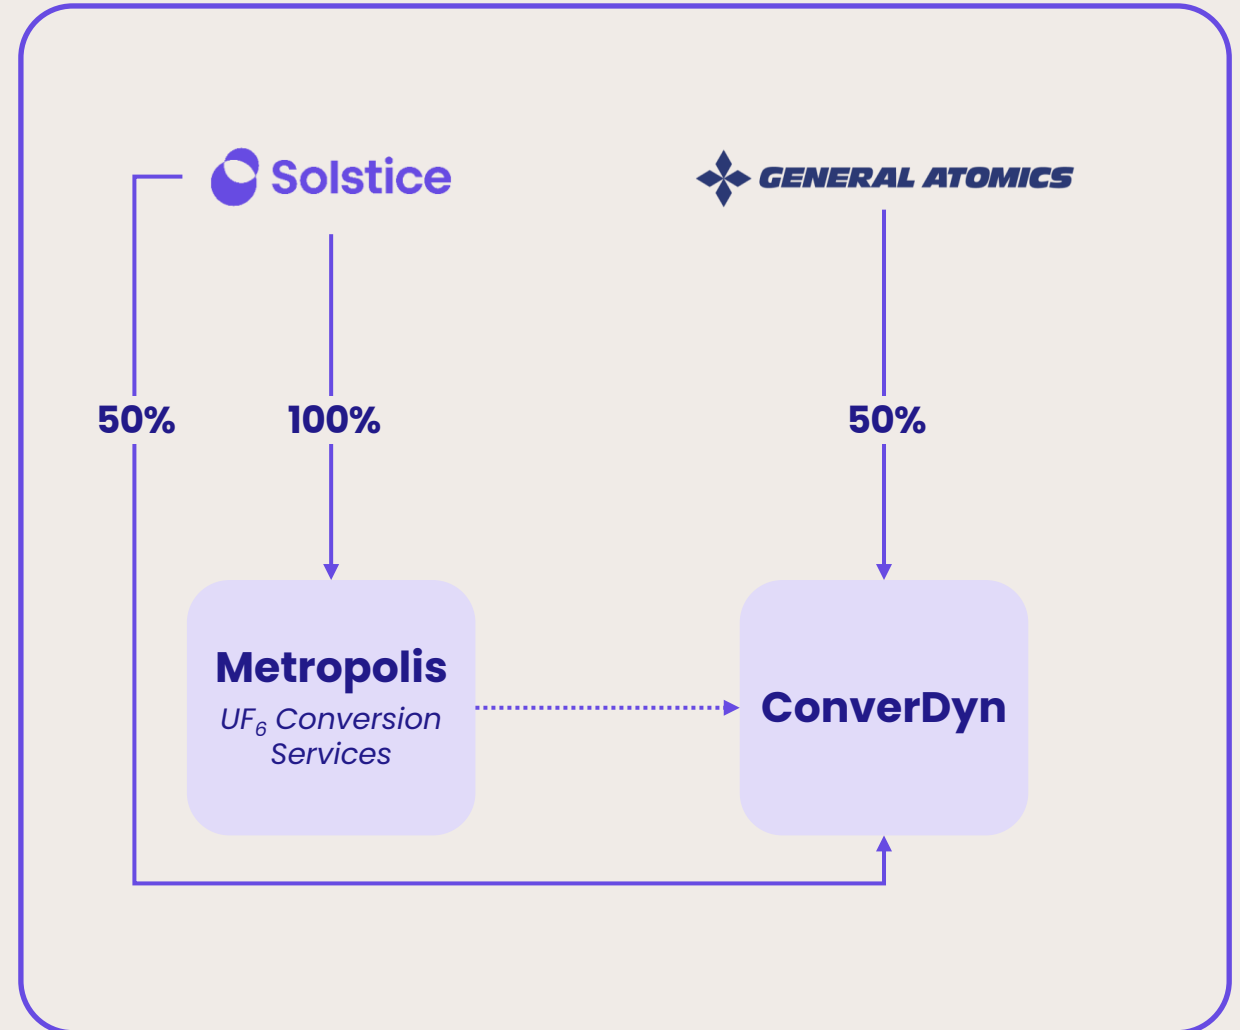 Solstice
GENERAL ATOMICS
50%
100%
50%
Metropolis
UF₆ Conversion
Services
ConverDyn